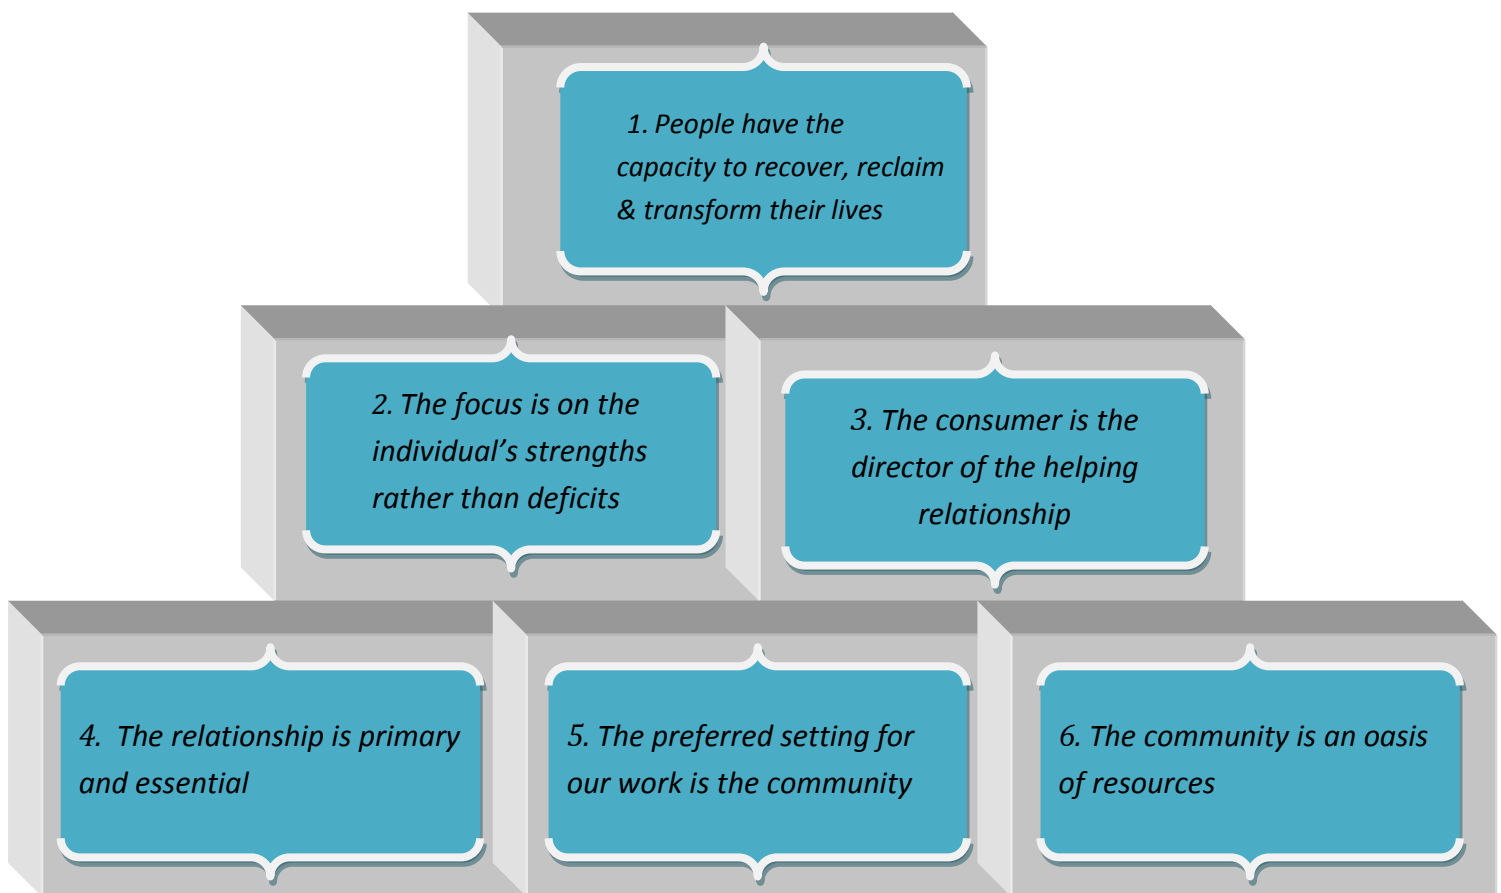 1. People have the
capacity to recover, reclaim
& transform their lives
2. The focus is on the
individual’s strengths
rather than deficits
3. The consumer is the
director of the helping
relationship
4. The relationship is primary
and essential
5. The preferred setting for
our work is the community
6. The community is an oasis
of resources